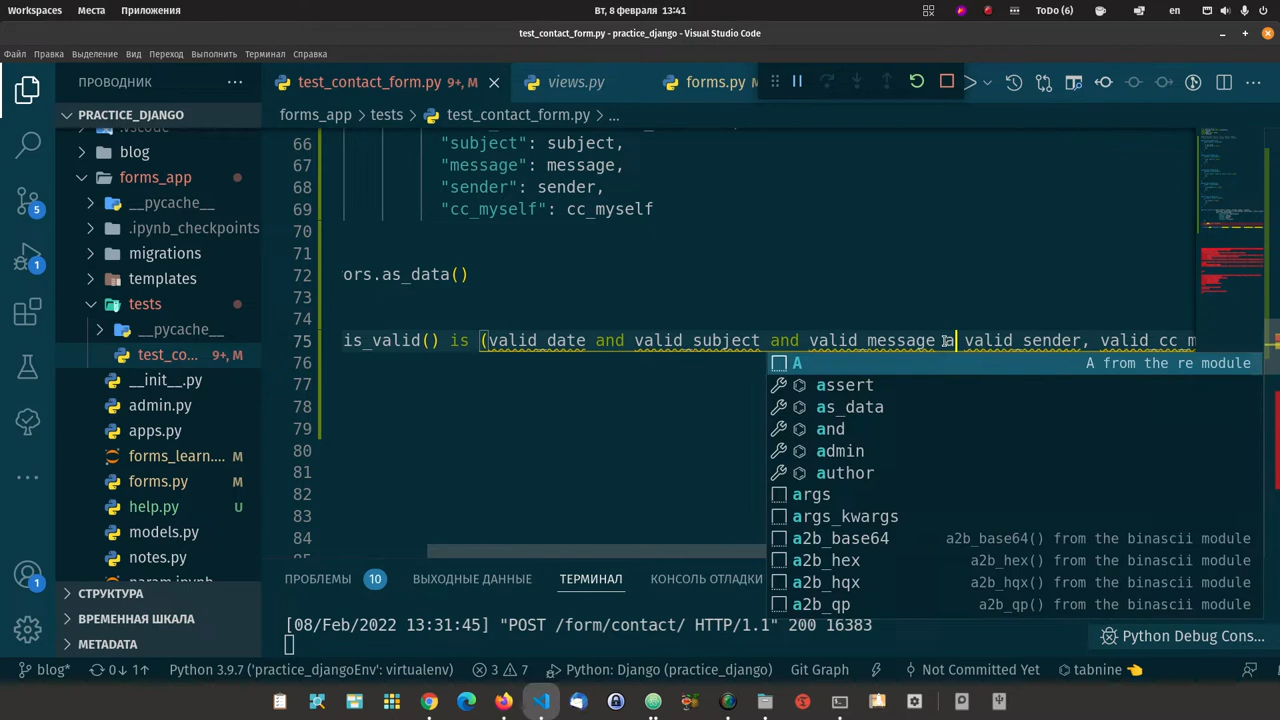 Workspaces Места Приложения Вт, 8 февраля 13:41 ToDo (6) en
test_contact_form.py - practice_django - Visual Studio Code
Файл Правка Выделение Вид Переход Выполнить Терминал Справка
ПРОВОДНИК
test_contact_form.py 9+, M
views.py
forms.py M
PRACTICE_DJANGO
.vscode
blog
forms_app
__pycache__
.ipynb_checkpoints
migrations
templates
tests
__pycache__
test_co... 9+, M
__init__.py
admin.py
apps.py
forms_learn.... M
forms.py M
help.py U
models.py
notes.py
param.ipynb
СТРУКТУРА
ВРЕМЕННАЯ ШКАЛА
METADATA
5
1
1
forms_app > tests > test_contact_form.py > ...
66 "subject": subject,
67 "message": message,
68 "sender": sender,
69 "cc_myself": cc_myself
70
71
72 ors.as_data()
73
74
75 is_valid() is (valid_date and valid_subject and valid_message a valid_sender, valid_cc_m
76
77
78
79
80
81
82
83
84
85
A A from the re module
assert
as_data
and
admin
author
args
args_kwargs
a2b_base64 a2b_base64() from the binascii module
a2b_hex a2b_hex() from the binascii module
a2b_hqx a2b_hqx() from the binascii module
a2b_qp a2b_qp() from the binascii module
ПРОБЛЕМЫ 10 ВЫХОДНЫЕ ДАННЫЕ ТЕРМИНАЛ КОНСОЛЬ ОТЛАДКИ
[08/Feb/2022 13:31:45] "POST /form/contact/ HTTP/1.1" 200 16383
Python Debug Cons...
blog* 0↓ 1↑ Python 3.9.7 ('practice_djangoEnv': virtualenv) 3 7 Python: Django (practice_django) Git Graph Not Committed Yet tabnine 👈